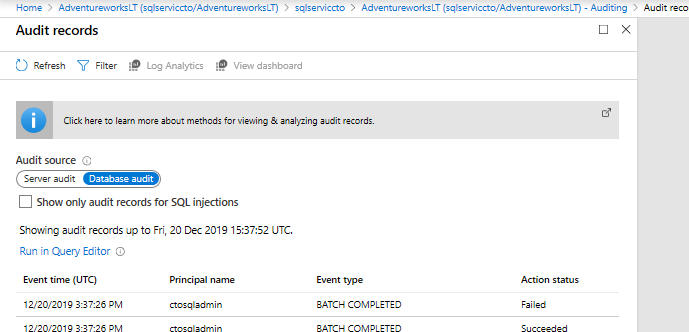 Home > AdventureworksLT (sqlserviccto/AdventureworksLT) > sqlserviccto > AdventureworksLT (sqlserviccto/AdventureworksLT) - Auditing > Audit reco
Audit records
Refresh Filter Log Analytics View dashboard
Click here to learn more about methods for viewing & analyzing audit records.
Audit source
Server audit Database audit
Show only audit records for SQL injections
Showing audit records up to Fri, 20 Dec 2019 15:37:52 UTC.
Run in Query Editor
Event time (UTC) Principal name Event type Action status
12/20/2019 3:37:26 PM ctosqladmin BATCH COMPLETED Failed
12/20/2019 3:37:26 PM ctosqladmin BATCH COMPLETED Succeeded